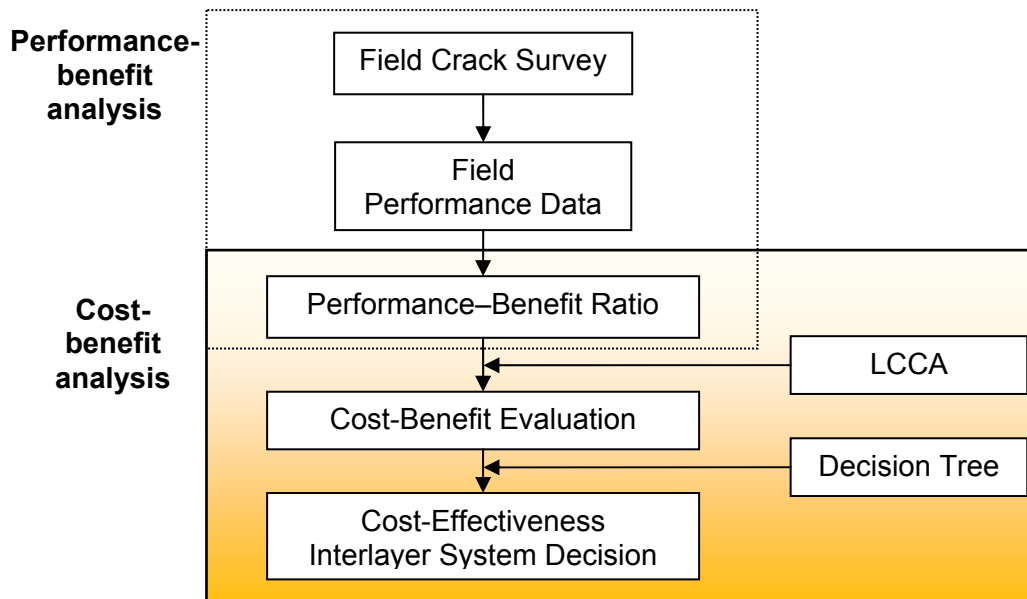 Performance-
benefit
analysis
Field Crack Survey
Field
Performance Data
Cost-
benefit
analysis
Performance–Benefit Ratio
LCCA
Cost-Benefit Evaluation
Decision Tree
Cost-Effectiveness
Interlayer System Decision